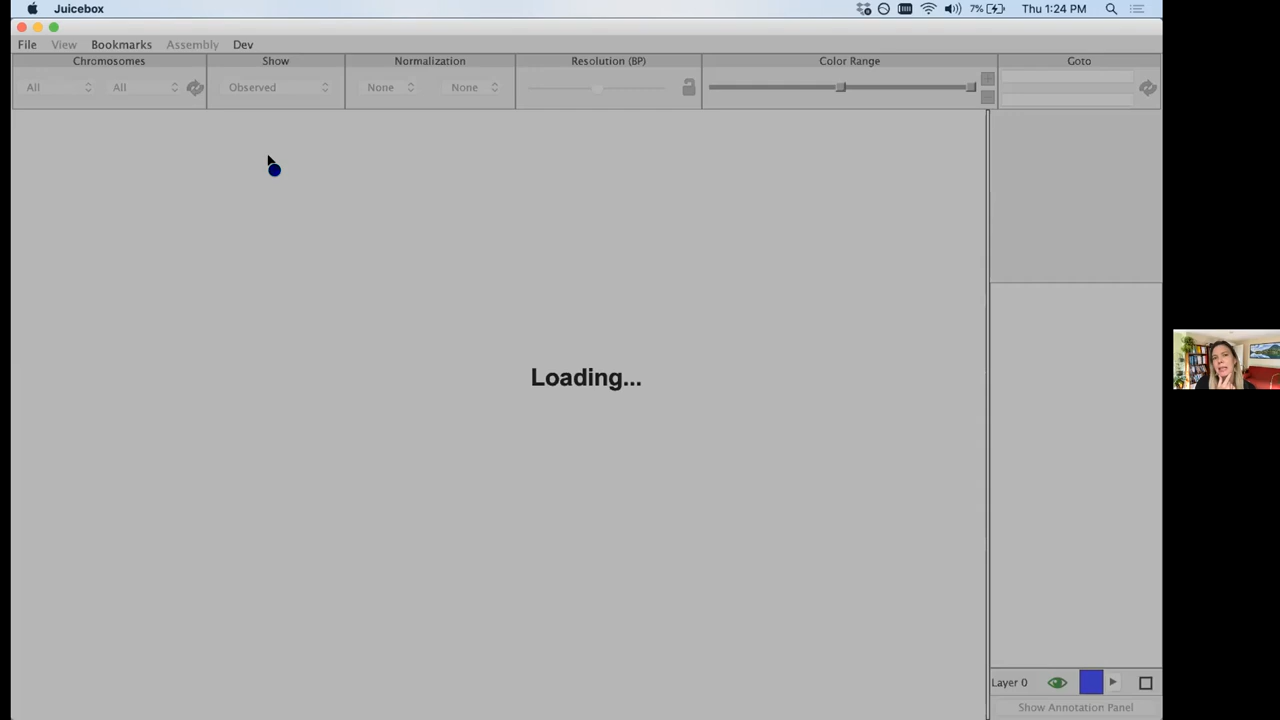 Juicebox 7% Thu 1:24 PM
File View Bookmarks Assembly Dev
Chromosomes Show Normalization Resolution (BP) Color Range Goto
All All Observed None None
Loading...
Layer 0
Show Annotation Panel